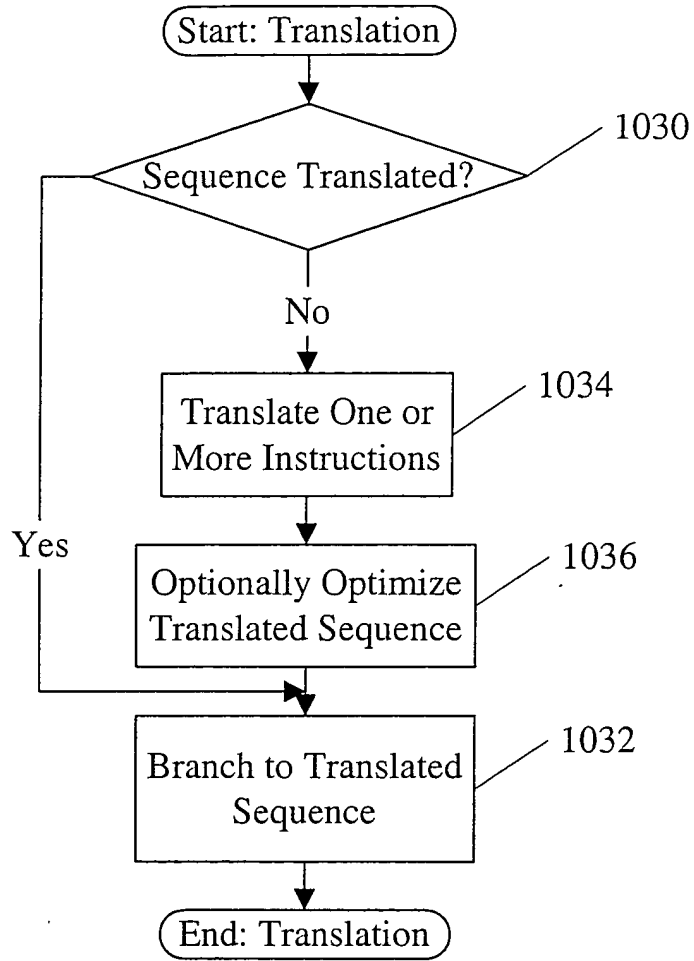 Start: Translation
1030
Sequence Translated?
No
1034
Translate One or
More Instructions
Yes
1036
Optionally Optimize
Translated Sequence
1032
Branch to Translated
Sequence
End: Translation